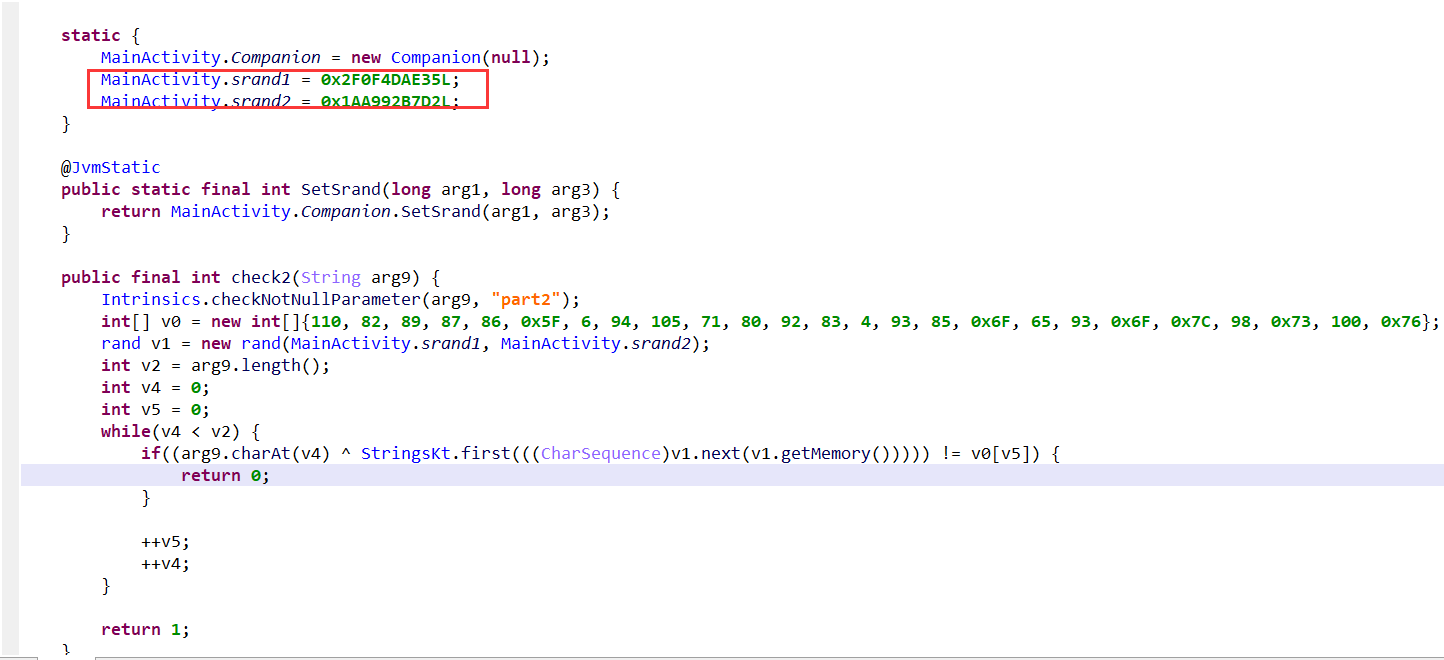 static {
MainActivity.Companion = new Companion(null);
MainActivity.srand1 = 0x2F0F4DAE35L;
MainActivity.srand2 = 0x1AA992B7D2L;
}
@JvmStatic
public static final int SetSrand(long arg1, long arg3) {
return MainActivity.Companion.SetSrand(arg1, arg3);
}
public final int check2(String arg9) {
Intrinsics.checkNotNullParameter(arg9, "part2");
int[] v0 = new int[]{110, 82, 89, 87, 86, 0x5F, 6, 94, 105, 71, 80, 92, 83, 4, 93, 85, 0x6F, 65, 93, 0x6F, 0x7C, 98, 0x73, 100, 0x76};
rand v1 = new rand(MainActivity.srand1, MainActivity.srand2);
int v2 = arg9.length();
int v4 = 0;
int v5 = 0;
while(v4 < v2) {
if((arg9.charAt(v4) ^ StringsKt.first(((CharSequence)v1.next(v1.getMemory())))) != v0[v5]) {
return 0;
}
++v5;
++v4;
}
return 1;
}